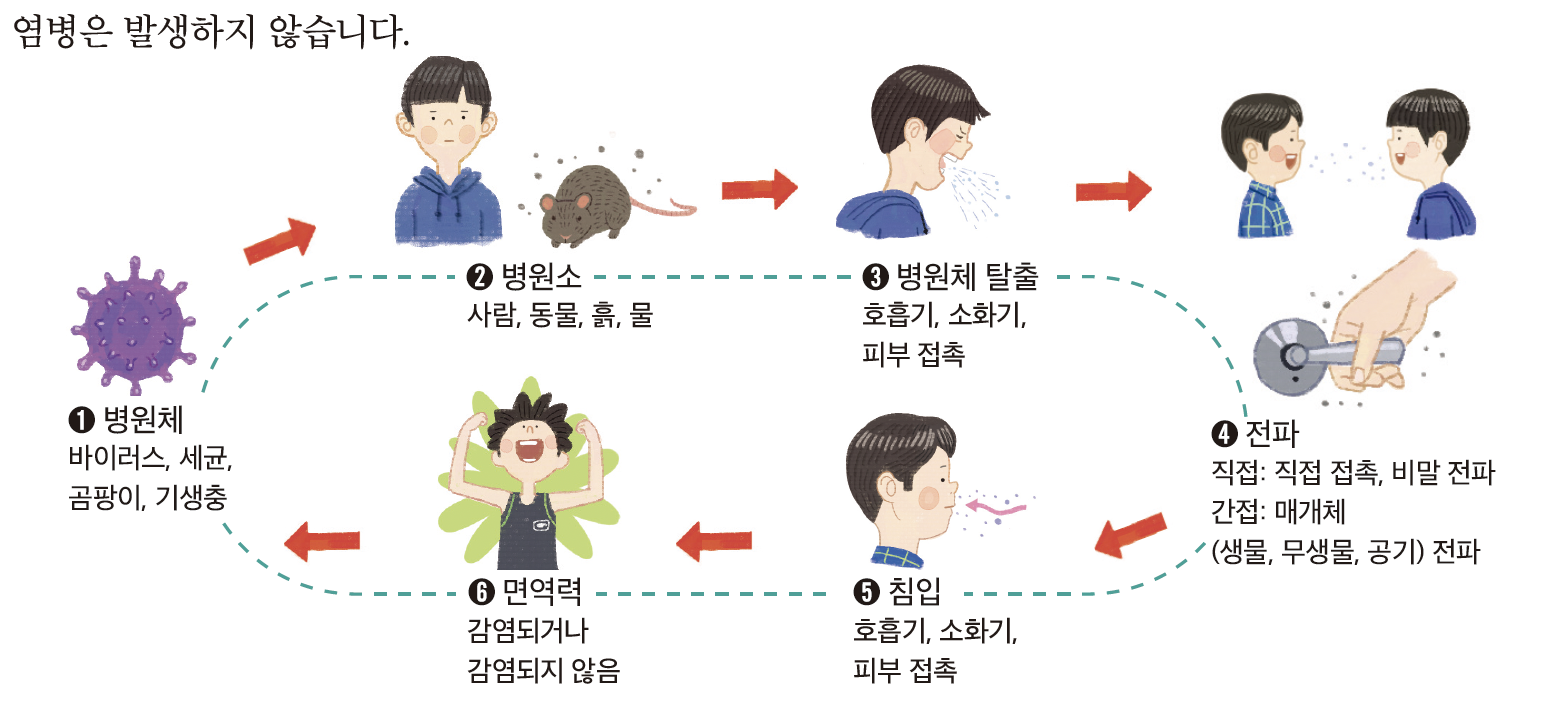 염병은 발생하지 않습니다.
❶ 병원체
바이러스, 세균,
곰팡이, 기생충
❷ 병원소
사람, 동물, 흙, 물
❸ 병원체 탈출
호흡기, 소화기,
피부 접촉
❹ 전파
직접: 직접 접촉, 비말 전파
간접: 매개체
(생물, 무생물, 공기) 전파
❺ 침입
호흡기, 소화기,
피부 접촉
❻ 면역력
감염되거나
감염되지 않음